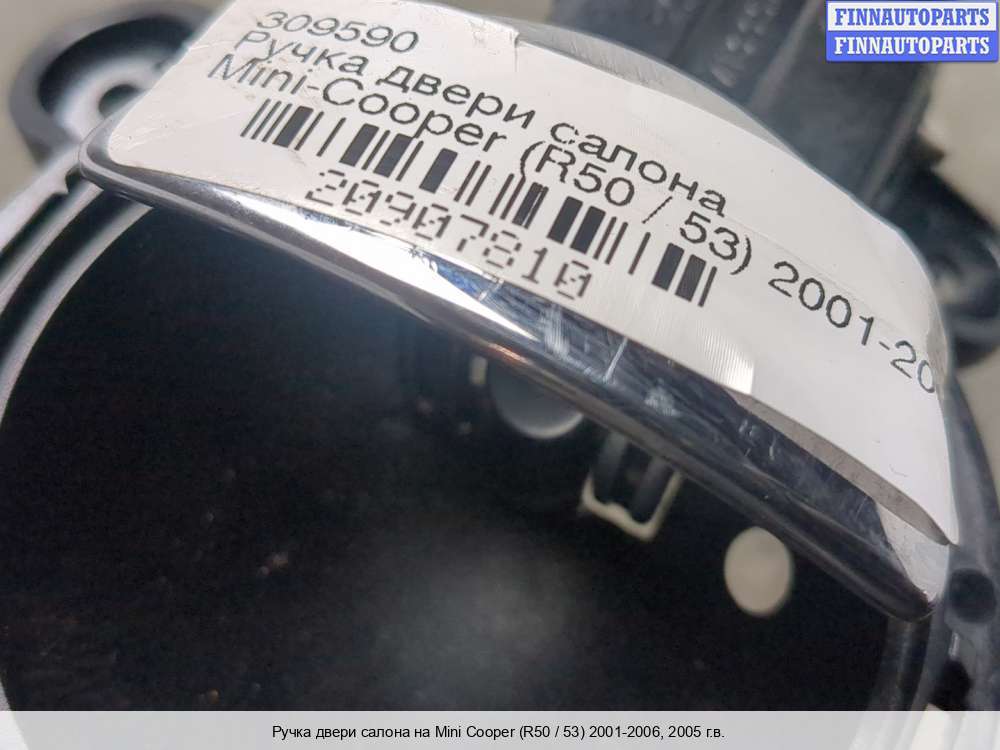 FINNAUTOPARTS
FINNAUTOPARTS
309590
Ручка двери салона
Mini-Cooper (R50 / 53) 2001-20
20907810
Ручка двери салона на Mini Cooper (R50 / 53) 2001-2006, 2005 г.в.